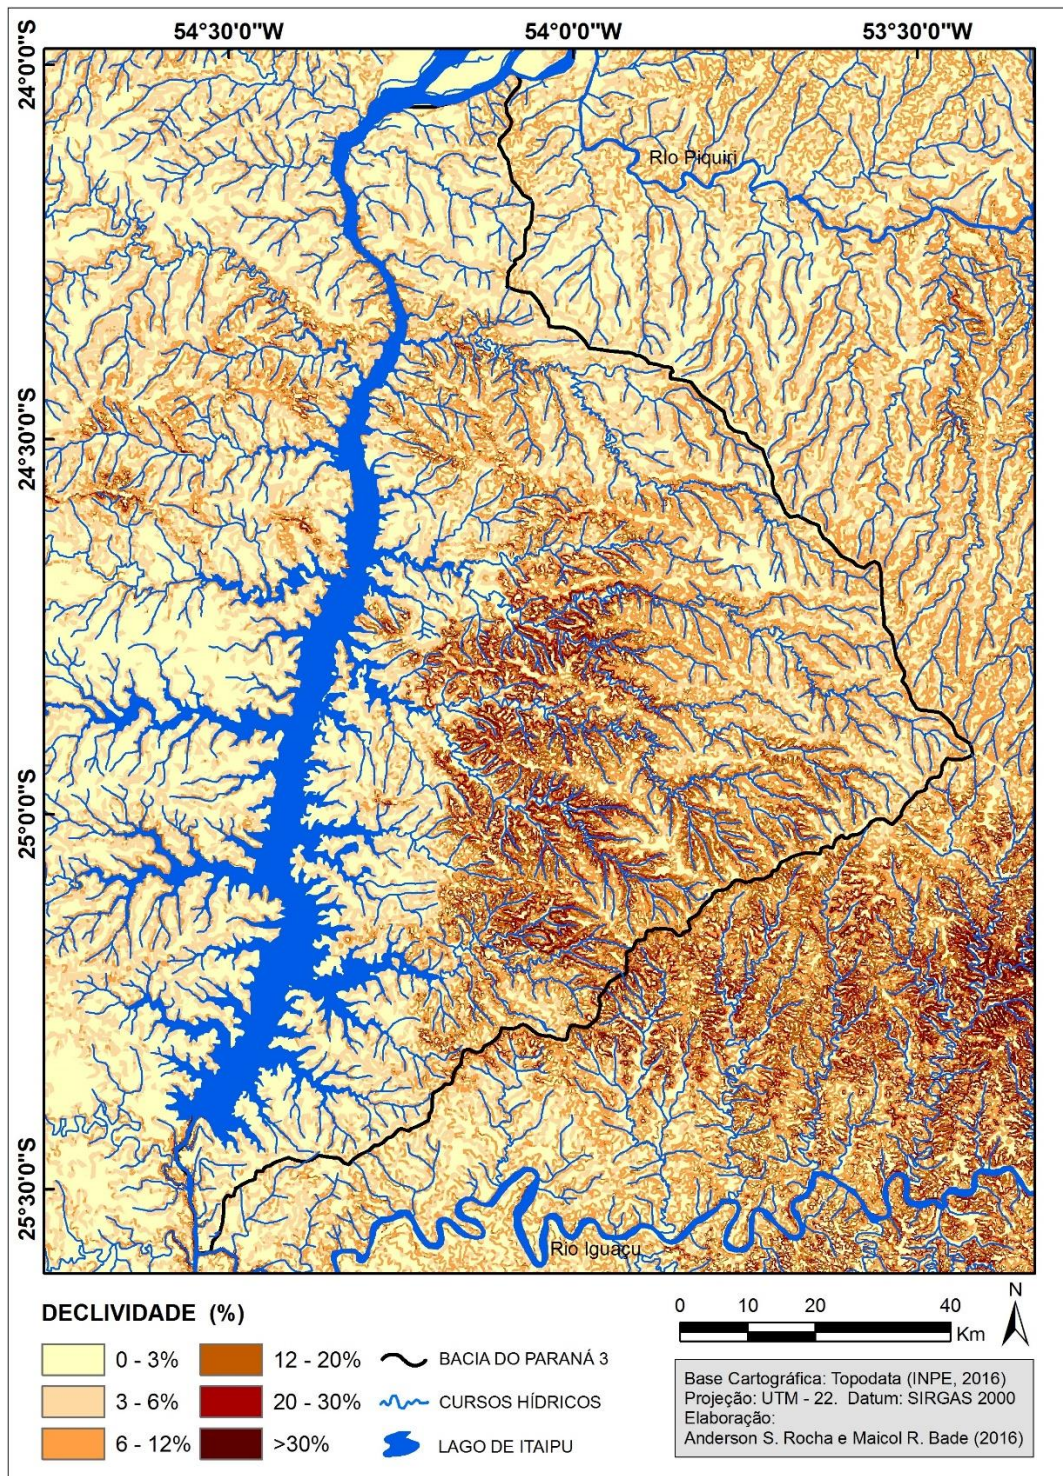 54°30'0"W 54°0'0"W 53°30'0"W
24°0'0"S
Rio Piquiri
24°30'0"S
25°0'0"S
25°30'0"S
Rio Iguaçu
DECLIVIDADE (%)
0 - 3%
3 - 6%
6 - 12%
12 - 20%
20 - 30%
>30%
BACIA DO PARANÁ 3
CURSOS HÍDRICOS
LAGO DE ITAIPU
0 10 20 40
Km
N
Base Cartográfica: Topodata (INPE, 2016)
Projeção: UTM - 22. Datum: SIRGAS 2000
Elaboração:
Anderson S. Rocha e Maicol R. Bade (2016)